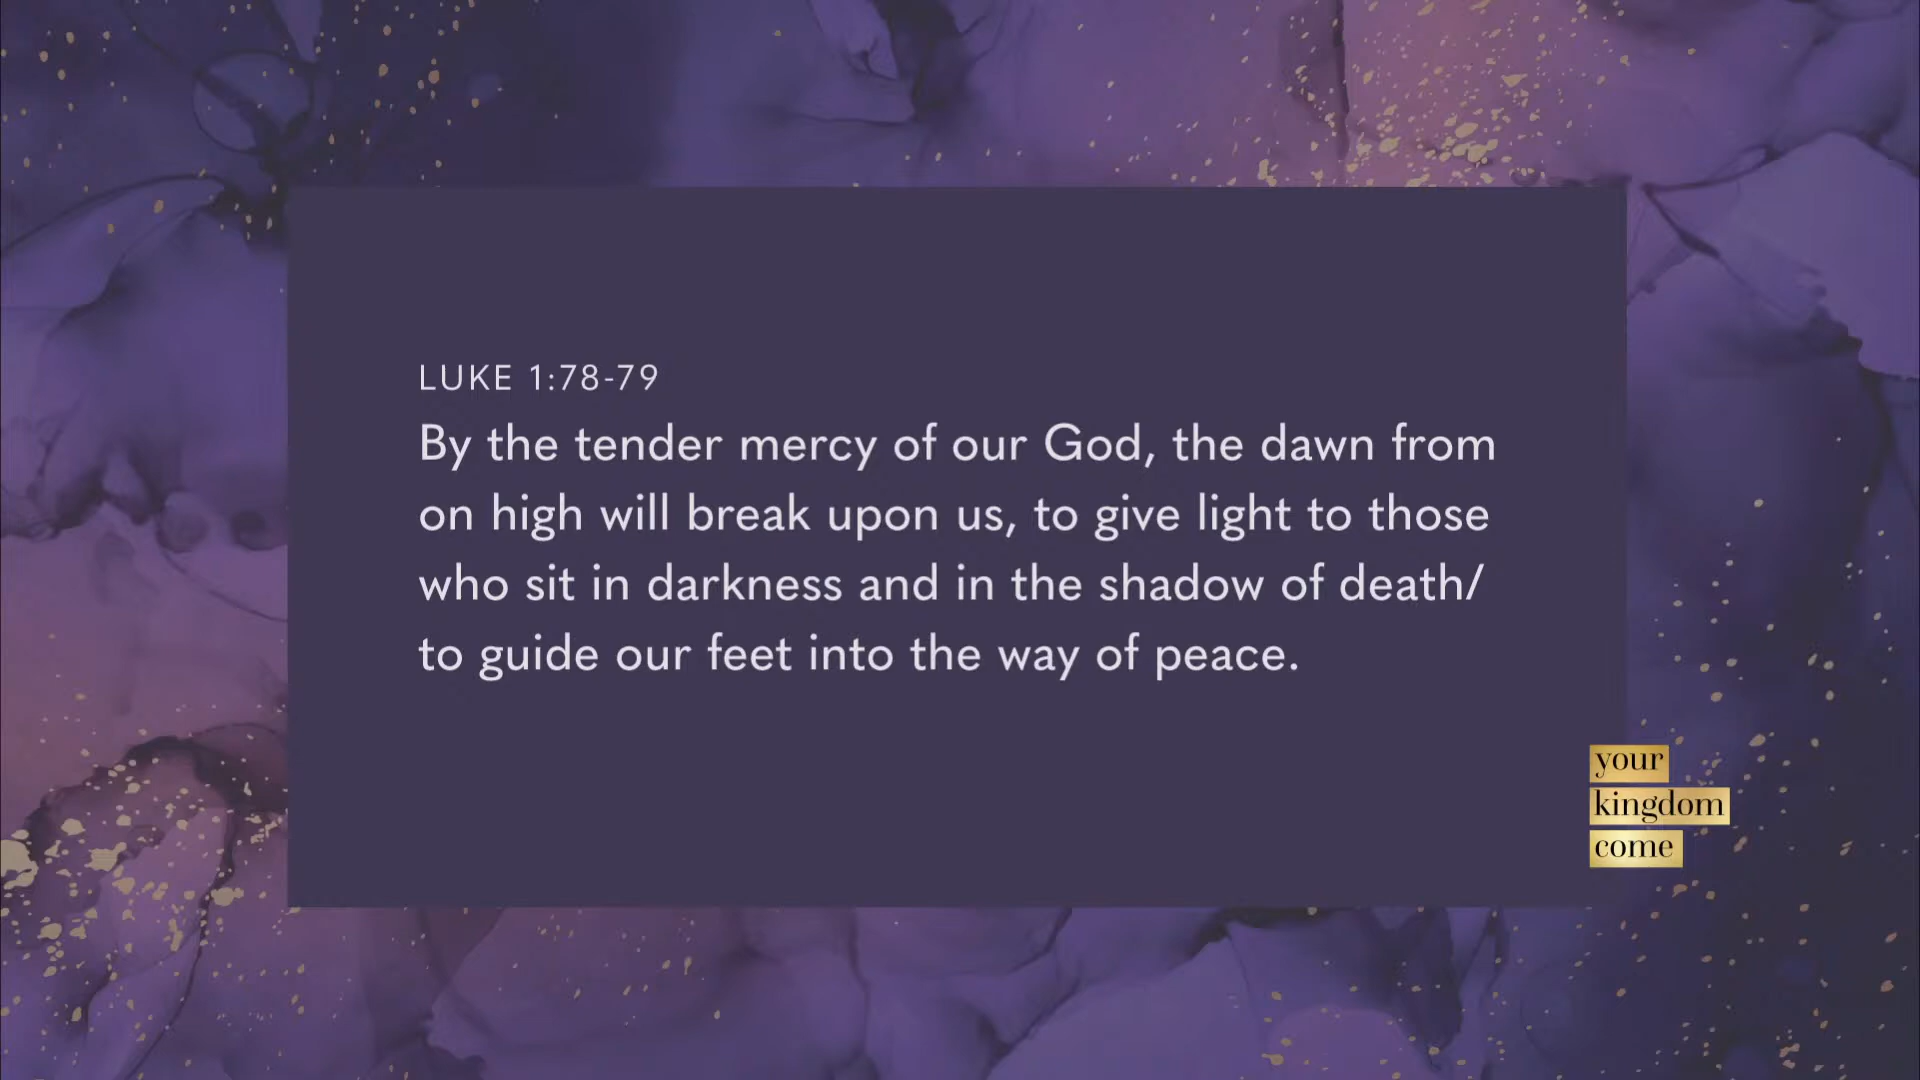 LUKE 1:78-79
By the tender mercy of our God, the dawn from
on high will break upon us, to give light to those
who sit in darkness and in the shadow of death/
to guide our feet into the way of peace.
your
kingdom
come